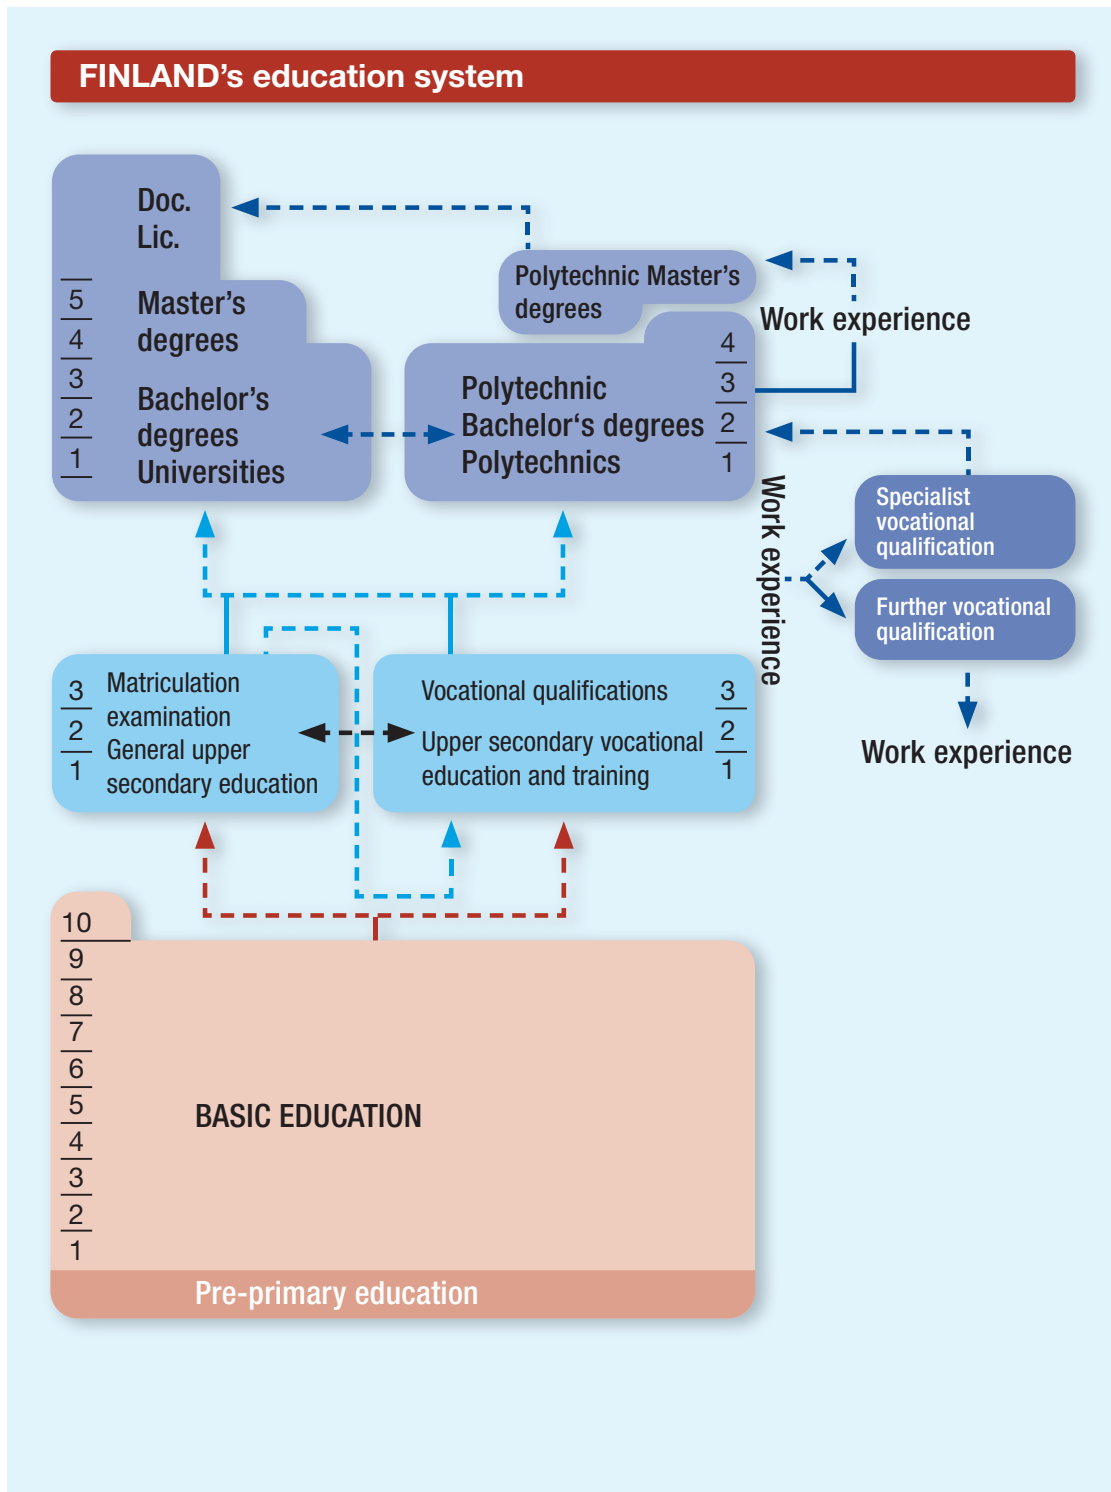 FINLAND's education system
Doc.
Lic.
5
4
3
2
1
Master's
degrees
Bachelor's
degrees
Universities
Polytechnic Master's
degrees
Work experience
Polytechnic
Bachelor‘s degrees
Polytechnics
4
3
2
1
Work experience
Specialist
vocational
qualification
Further vocational
qualification
Work experience
3
2
1
Matriculation
examination
General upper
secondary education
Vocational qualifications
Upper secondary vocational
education and training
3
2
1
10
9
8
7
6
5
4
3
2
1
BASIC EDUCATION
Pre-primary education